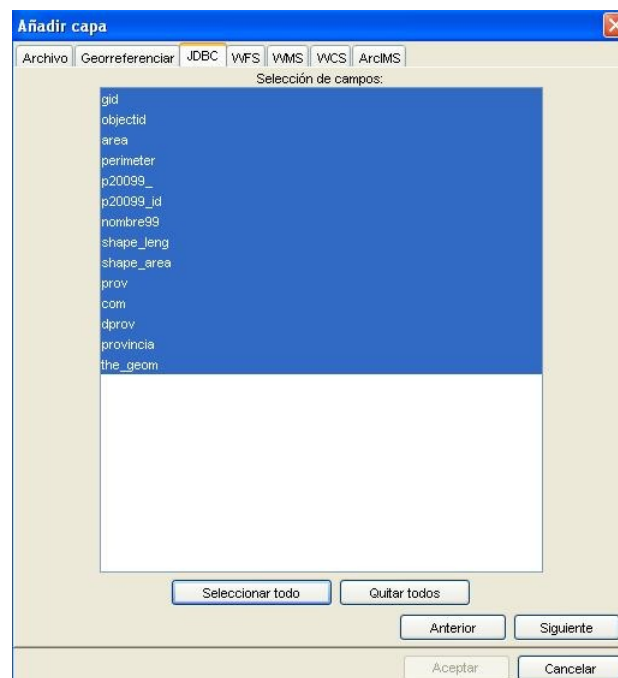 Añadir capa
Archivo Georreferenciar JDBC WFS WMS WCS ArcIMS
Selección de campos:
gid
objectid
area
perimeter
p20099_
p20099_id
nombre99
shape_leng
shape_area
prov
com
dprov
provincia
the_geom
Seleccionar todo Quitar todos
Anterior Siguiente
Aceptar Cancelar